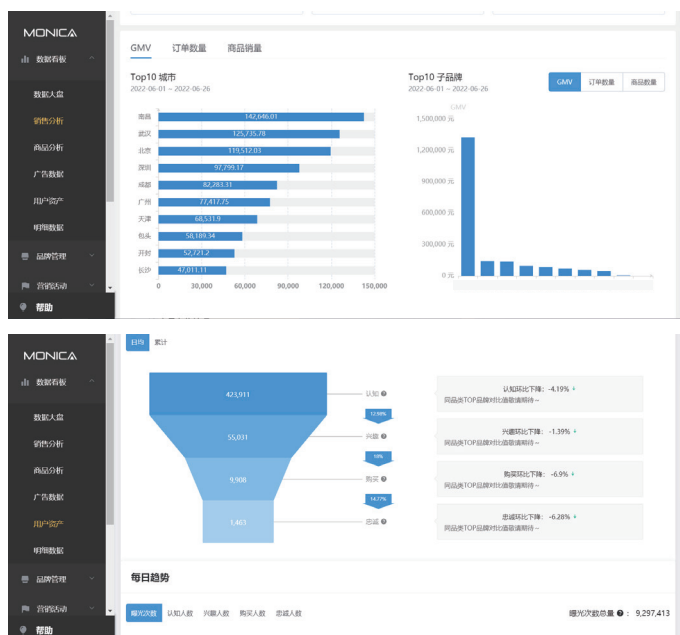 MONICA
数据看板
数据大盘
销售分析
商品分析
广告数据
用户资产
明细数据
品牌管理
营销活动
帮助
GMV 订单数量 商品销量
Top10 城市
2022-06-01 ~ 2022-06-26
南昌 142,646.01
武汉 125,735.78
北京 119,512.03
深圳 97,799.17
成都 82,283.31
广州 77,417.75
天津 68,531.9
包头 58,189.34
开封 52,721.2
长沙 47,011.11
0 30,000 60,000 90,000 120,000 150,000
Top10 子品牌
2022-06-01 ~ 2022-06-26
GMV 订单数量 商品数量
GMV
1,500,000 元
1,200,000 元
900,000 元
600,000 元
300,000 元
0 元
MONICA
数据看板
数据大盘
销售分析
商品分析
广告数据
用户资产
明细数据
品牌管理
营销活动
帮助
日均 累计
423,911 认知
12.98%
55,031 兴趣
18%
9,908 购买
14.77%
1,463 忠诚
认知环比下降: -4.19%
同品类TOP品牌对比值敬请期待~
兴趣环比下降: -1.39%
同品类TOP品牌对比值敬请期待~
购买环比下降: -6.9%
同品类TOP品牌对比值敬请期待~
忠诚环比下降: -6.28%
同品类TOP品牌对比值敬请期待~
每日趋势
曝光次数 认知人数 兴趣人数 购买人数 忠诚人数
曝光次数总量 : 9,297,413